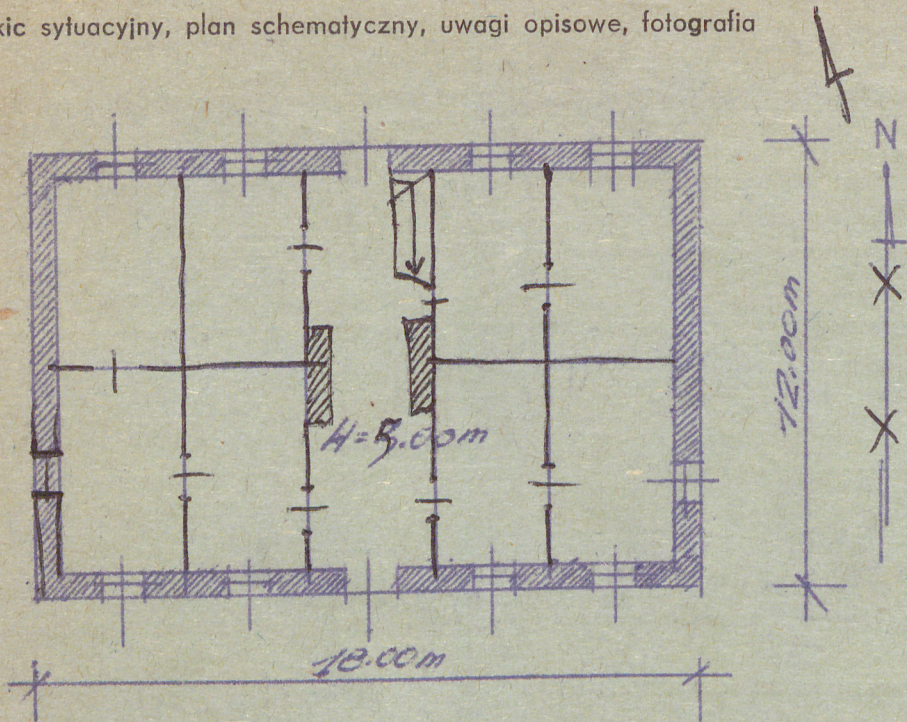 kic sytuacyjny, plan schematyczny, uwagi opisowe, fotografia
N
12.00m
H=5.00m
18.00m